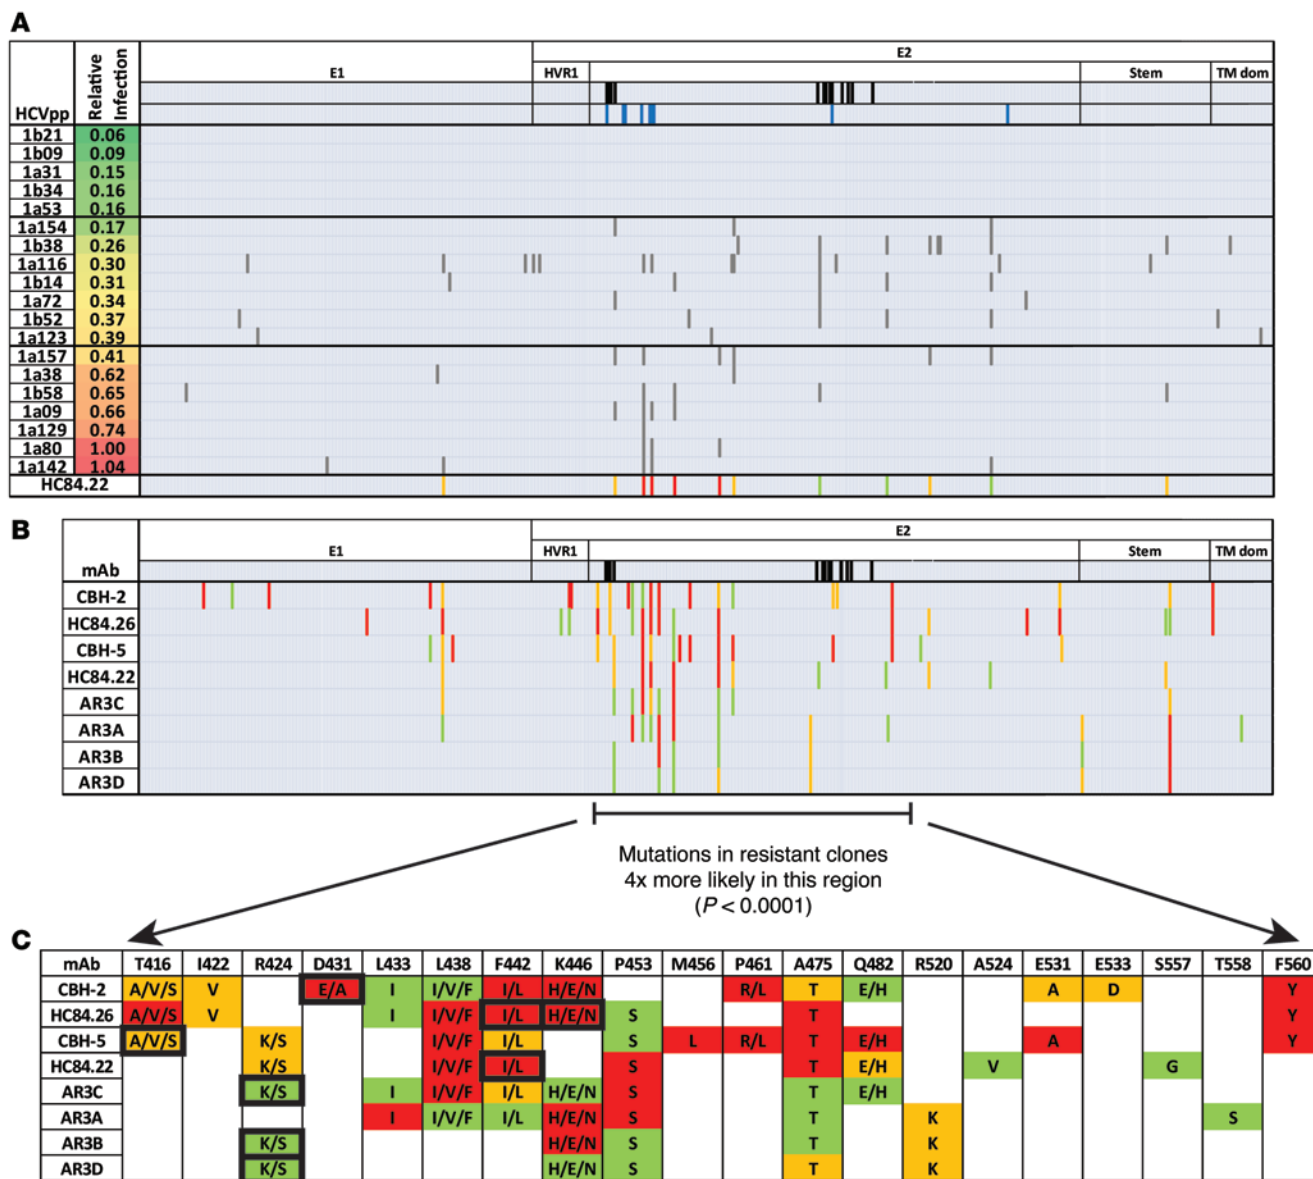 A
E2
E1 HVR1 Stem TM dom
HCVpp Relative Infection
1b21 0.06
1b09 0.09
1a31 0.15
1b34 0.16
1a53 0.16
1a154 0.17
1b38 0.26
1a116 0.30
1b14 0.31
1a72 0.34
1b52 0.37
1a123 0.39
1a157 0.41
1a38 0.62
1b58 0.65
1a09 0.66
1a129 0.74
1a80 1.00
1a142 1.04
HC84.22
B
E2
E1 HVR1 Stem TM dom
mAb
CBH-2
HC84.26
CBH-5
HC84.22
AR3C
AR3A
AR3B
AR3D
Mutations in resistant clones
4x more likely in this region
(P < 0.0001)
C
mAb T416 I422 R424 D431 L433 L438 F442 K446 P453 M456 P461 A475 Q482 R520 A524 E531 E533 S557 T558 F560
CBH-2 A/V/S V E/A I I/V/F I/L H/E/N R/L T E/H A D Y
HC84.26 A/V/S V I I/V/F I/L H/E/N S T Y
CBH-5 A/V/S K/S I/V/F I/L S L R/L T E/H A Y
HC84.22 K/S I/V/F I/L S T E/H V G
AR3C K/S I I/V/F I/L H/E/N S T E/H
AR3A I I/V/F I/L H/E/N S T K S
AR3B K/S H/E/N S T K
AR3D K/S H/E/N S T K